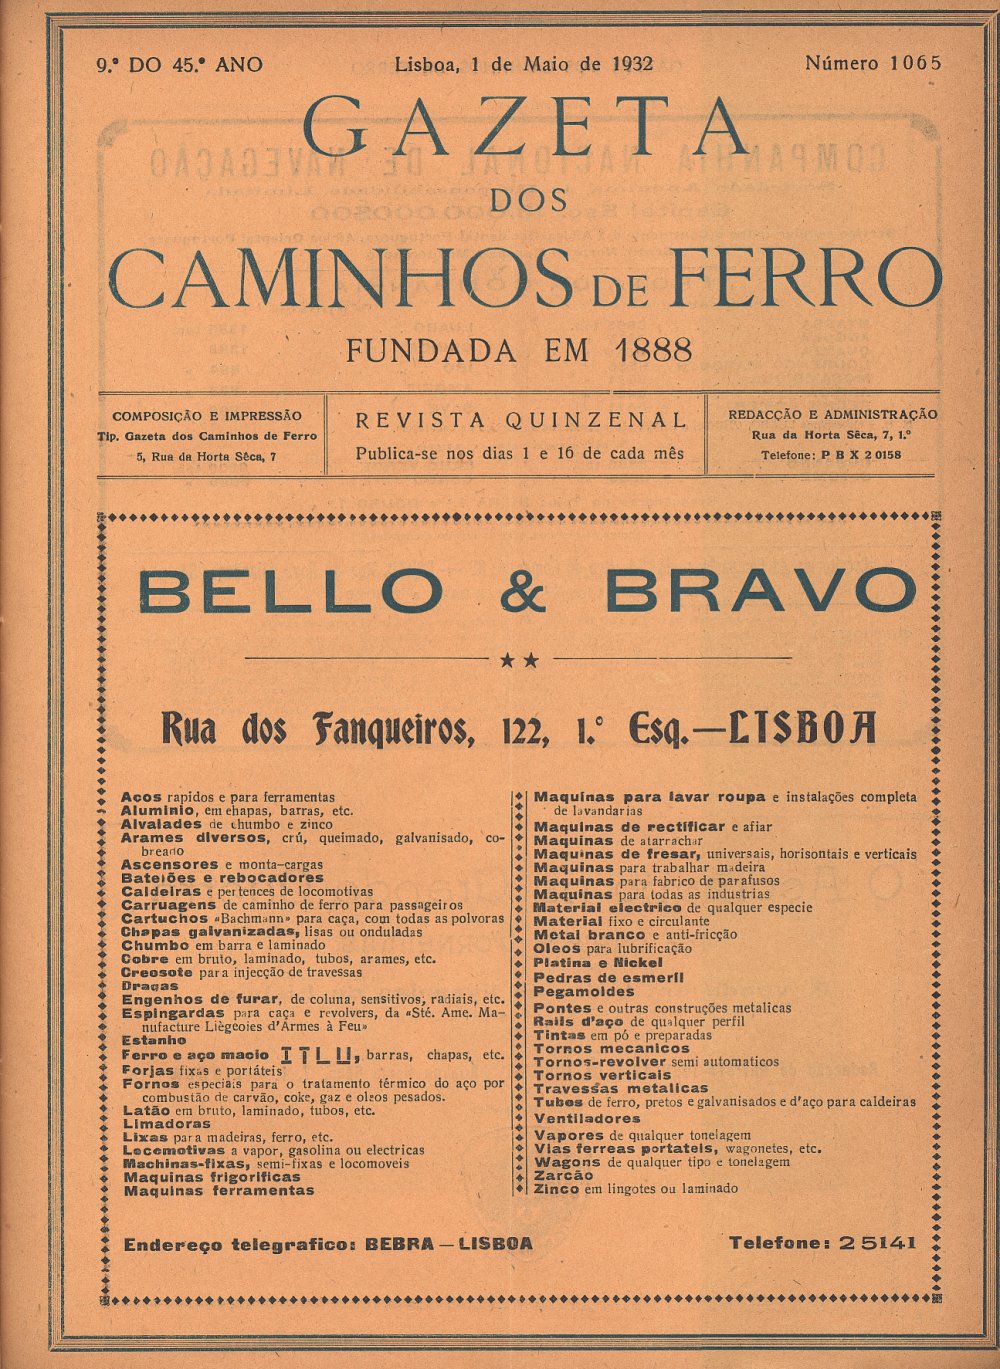 9.º DO 45.º ANO
Lisboa, 1 de Maio de 1932
Número 1065
GAZETA
DOS
CAMINHOS DE FERRO
FUNDADA EM 1888
COMPOSIÇÃO E IMPRESSÃO
Tip. Gazeta dos Caminhos de Ferro
5, Rua da Horta Sêca, 7
REVISTA QUINZENAL
Publica-se nos dias 1 e 16 de cada mês
REDACÇÃO E ADMINISTRAÇÃO
Rua da Horta Sêca, 7, 1.º
Telefone: P B X 2 0158
BELLO & BRAVO
Rua dos Fanqueiros, 122, 1.º Esq.—LISBOA
Aços rapidos e para ferramentas
Aluminio, em chapas, barras, etc.
Alvaiades de chumbo e zinco
Arames diversos, crú, queimado, galvanisado, co-
breado
Ascensores e monta-cargas
Batelões e rebocadores
Caldeiras e pertences de locomotivas
Carruagens de caminho de ferro para passageiros
Cartuchos «Bachmann» para caça, com todas as polvoras
Chapas galvanizadas, lisas ou onduladas
Chumbo em barra e laminado
Cobre em bruto, laminado, tubos, arames, etc.
Creosote para injecção de travessas
Dragas
Engenhos de furar, de coluna, sensitivos, radiais, etc.
Espingardas para caça e revolvers, da «Sté. Ame. Ma-
nufacture Liègeoies d'Armes à Feu»
Estanho
Ferro e aço macio I T L U, barras, chapas, etc.
Forjas fixas e portáteis
Fornos especiais para o tratamento térmico do aço por
combustão de carvão, coke, gaz e oleos pesados.
Latão em bruto, laminado, tubos, etc.
Limadoras
Lixas para madeiras, ferro, etc.
Locomotivas a vapor, gasolina ou electricas
Machinas-fixas, semi-fixas e locomoveis
Maquinas frigorificas
Maquinas ferramentas
Maquinas para lavar roupa e instalações completa
de lavandarias
Maquinas de rectificar e afiar
Maquinas de atarrachar
Maquinas de fresar, universais, horisontais e verticais
Maquinas para trabalhar madeira
Maquinas para fabrico de parafusos
Maquinas para todas as industrias
Material electrico de qualquer especie
Material fixo e circulante
Metal branco e anti-fricção
Oleos para lubrificação
Platina e Nickel
Pedras de esmeril
Pegamoides
Pontes e outras construções metalicas
Rails d'aço de qualquer perfil
Tintas em pó e preparadas
Tornos mecanicos
Tornos-revolver semi automaticos
Tornos verticais
Travessas metalicas
Tubos de ferro, pretos e galvanisados e d'aço para caldeiras
Ventiladores
Vapores de qualquer tonelagem
Vias ferreas portateis, wagonetes, etc.
Wagons de qualquer tipo e tonelagem
Zarcão
Zinco em lingotes ou laminado
Endereço telegrafico: BEBRA—LISBOA
Telefone: 2 5141